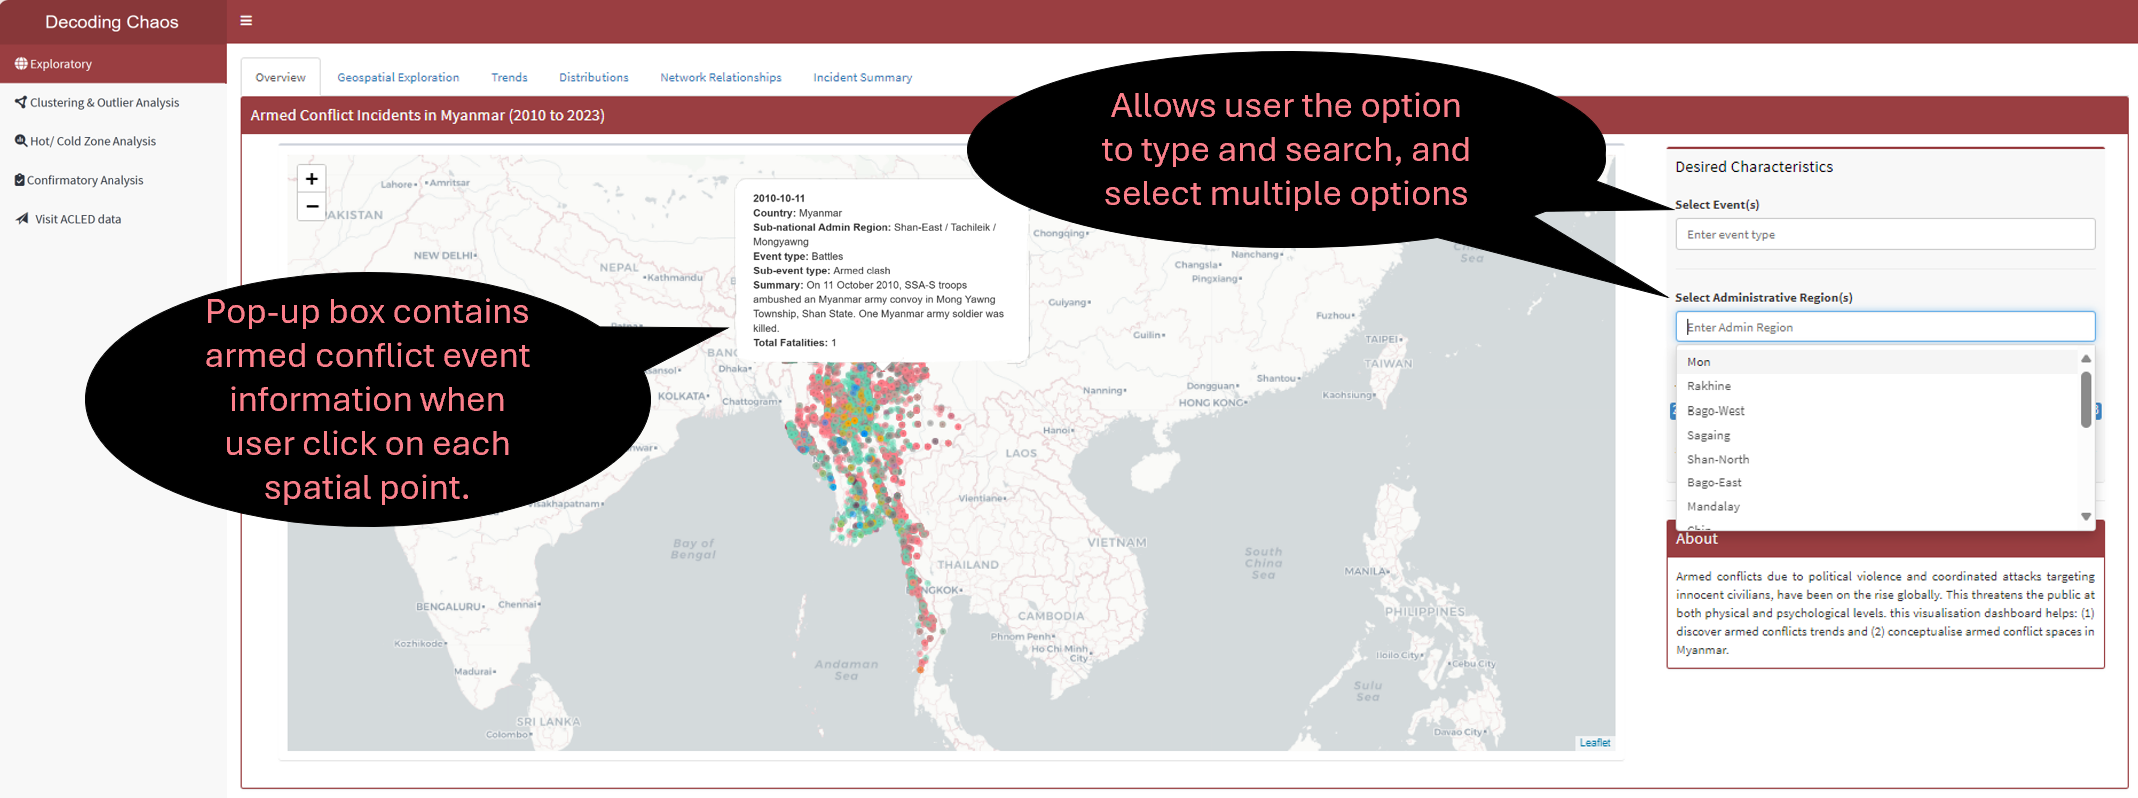 Decoding Chaos
Exploratory
Clustering & Outlier Analysis
Hot/ Cold Zone Analysis
Confirmatory Analysis
Visit ACLED data
Overview
Geospatial Exploration
Trends
Distributions
Network Relationships
Incident Summary
Armed Conflict Incidents in Myanmar (2010 to 2023)
+
−
2010-10-11
Country: Myanmar
Sub-national Admin Region: Shan-East / Tachileik /
Mongyawng
Event type: Battles
Sub-event type: Armed clash
Summary: On 11 October 2010, SSA-S troops
ambushed an Myanmar army convoy in Mong Yawng
Township, Shan State. One Myanmar army soldier was
killed.
Total Fatalities: 1
Pop-up box contains
armed conflict event
information when
user click on each
spatial point.
Allows user the option
to type and search, and
select multiple options
Lahore
Amritsar
AKISTAN
NEW DELHI
NEPAL
Kathmandu
BANG
Dhaka
KOLKATA
Chattogram
Chongqing
Changsha
Nanchang
Pingxiang
Guiyang
Guilin
Fuzhou
TAIPEI
TAIWAN
Nanning
Dongguan
Shantou
HONG KONG
Kaohsiung
Hanoi
LAOS
Vientiane
Bay of
Bengal
THAILAND
NGKOK
VIETNAM
CAMBODIA
Phnom Penh
Ho Chi Minh
City
South
China
Sea
MANILA
PHILIPPINES
Iloilo City
Cebu City
Sulu
Sea
Davao City
Andaman
Sea
BENGALURU
Chennai
Kozhikode
Madurai
SRI LANKA
Colombo
sakhapatnam
Sea
Leaflet
Desired Characteristics
Select Event(s)
Enter event type
Select Administrative Region(s)
Enter Admin Region
Mon
Rakhine
Bago-West
Sagaing
Shan-North
Bago-East
Mandalay
Chin
About
Armed conflicts due to political violence and coordinated attacks targeting
innocent civilians, have been on the rise globally. This threatens the public at
both physical and psychological levels. this visualisation dashboard helps: (1)
discover armed conflicts trends and (2) conceptualise armed conflict spaces in
Myanmar.